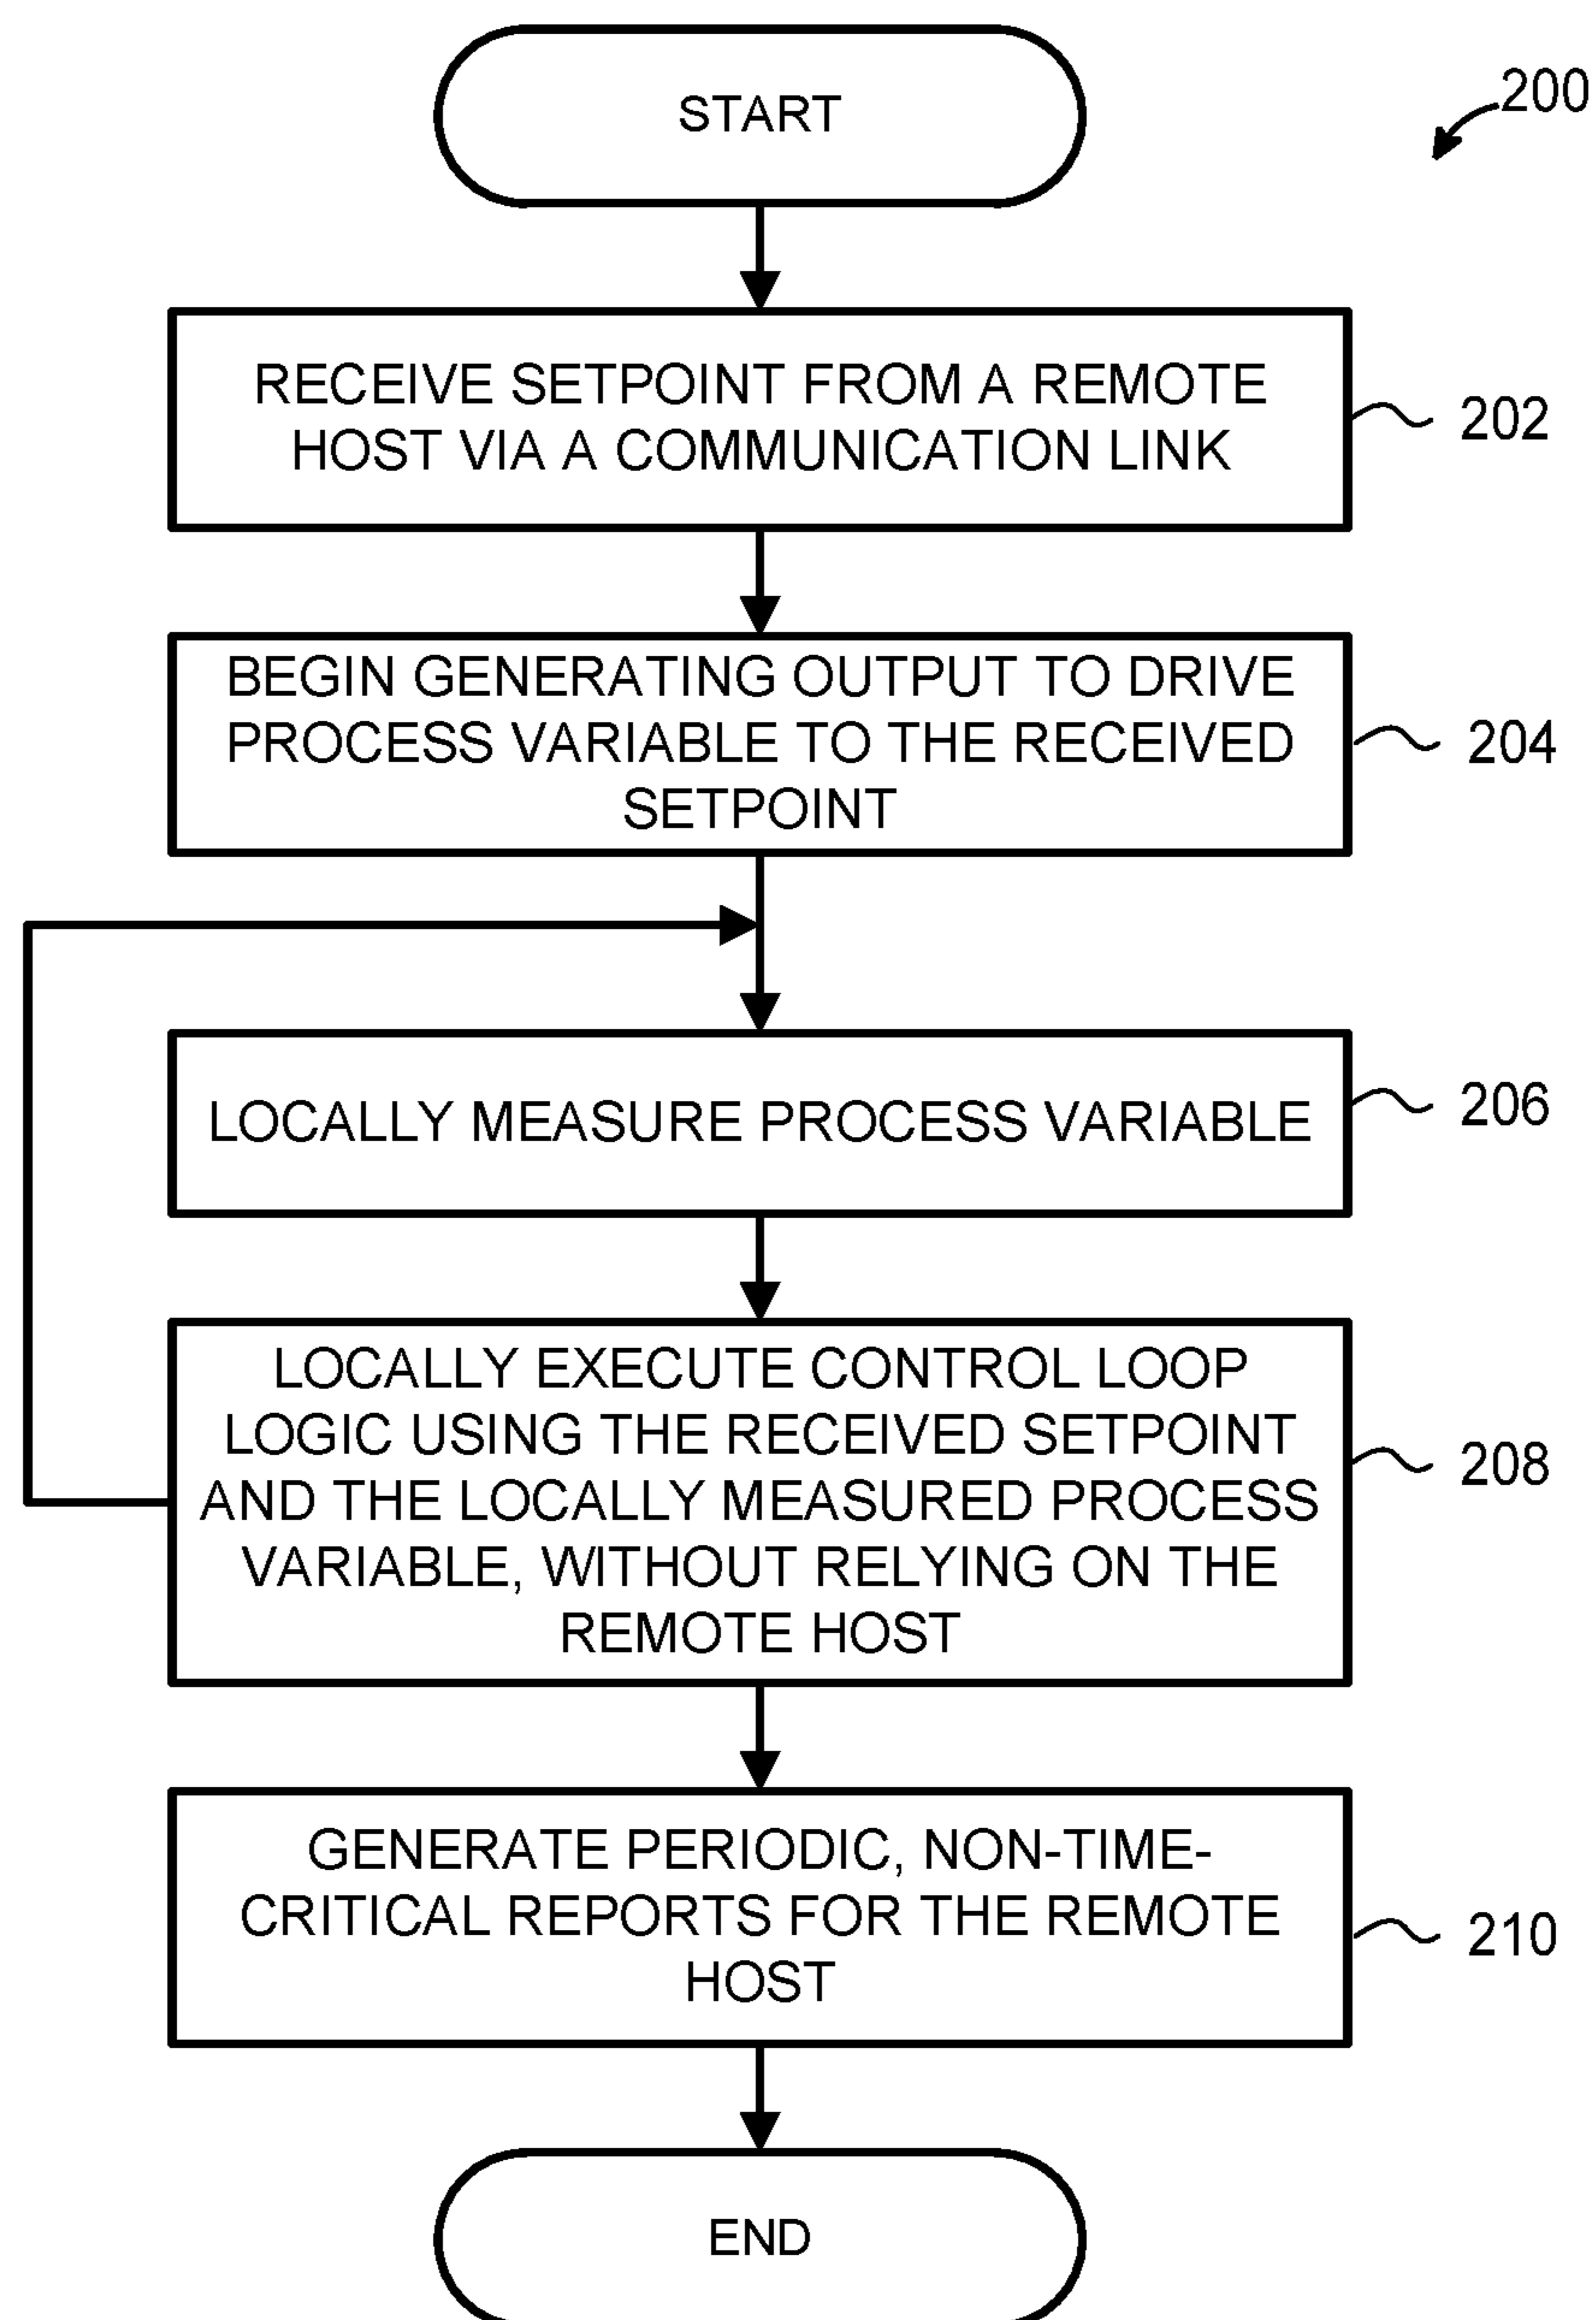 START
200
RECEIVE SETPOINT FROM A REMOTE
HOST VIA A COMMUNICATION LINK
202
BEGIN GENERATING OUTPUT TO DRIVE
PROCESS VARIABLE TO THE RECEIVED
SETPOINT
204
LOCALLY MEASURE PROCESS VARIABLE
206
LOCALLY EXECUTE CONTROL LOOP
LOGIC USING THE RECEIVED SETPOINT
AND THE LOCALLY MEASURED PROCESS
VARIABLE, WITHOUT RELYING ON THE
REMOTE HOST
208
GENERATE PERIODIC, NON-TIME-
CRITICAL REPORTS FOR THE REMOTE
HOST
210
END